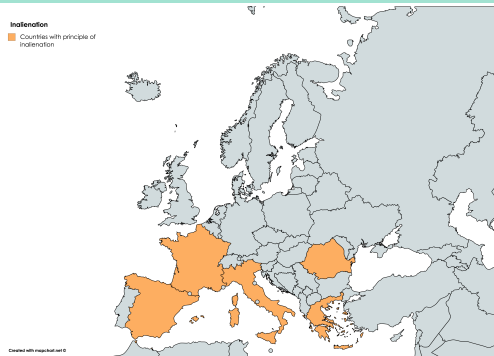 Inalienation
Countries with principle of
inalienation
Created with mapchart.net ©